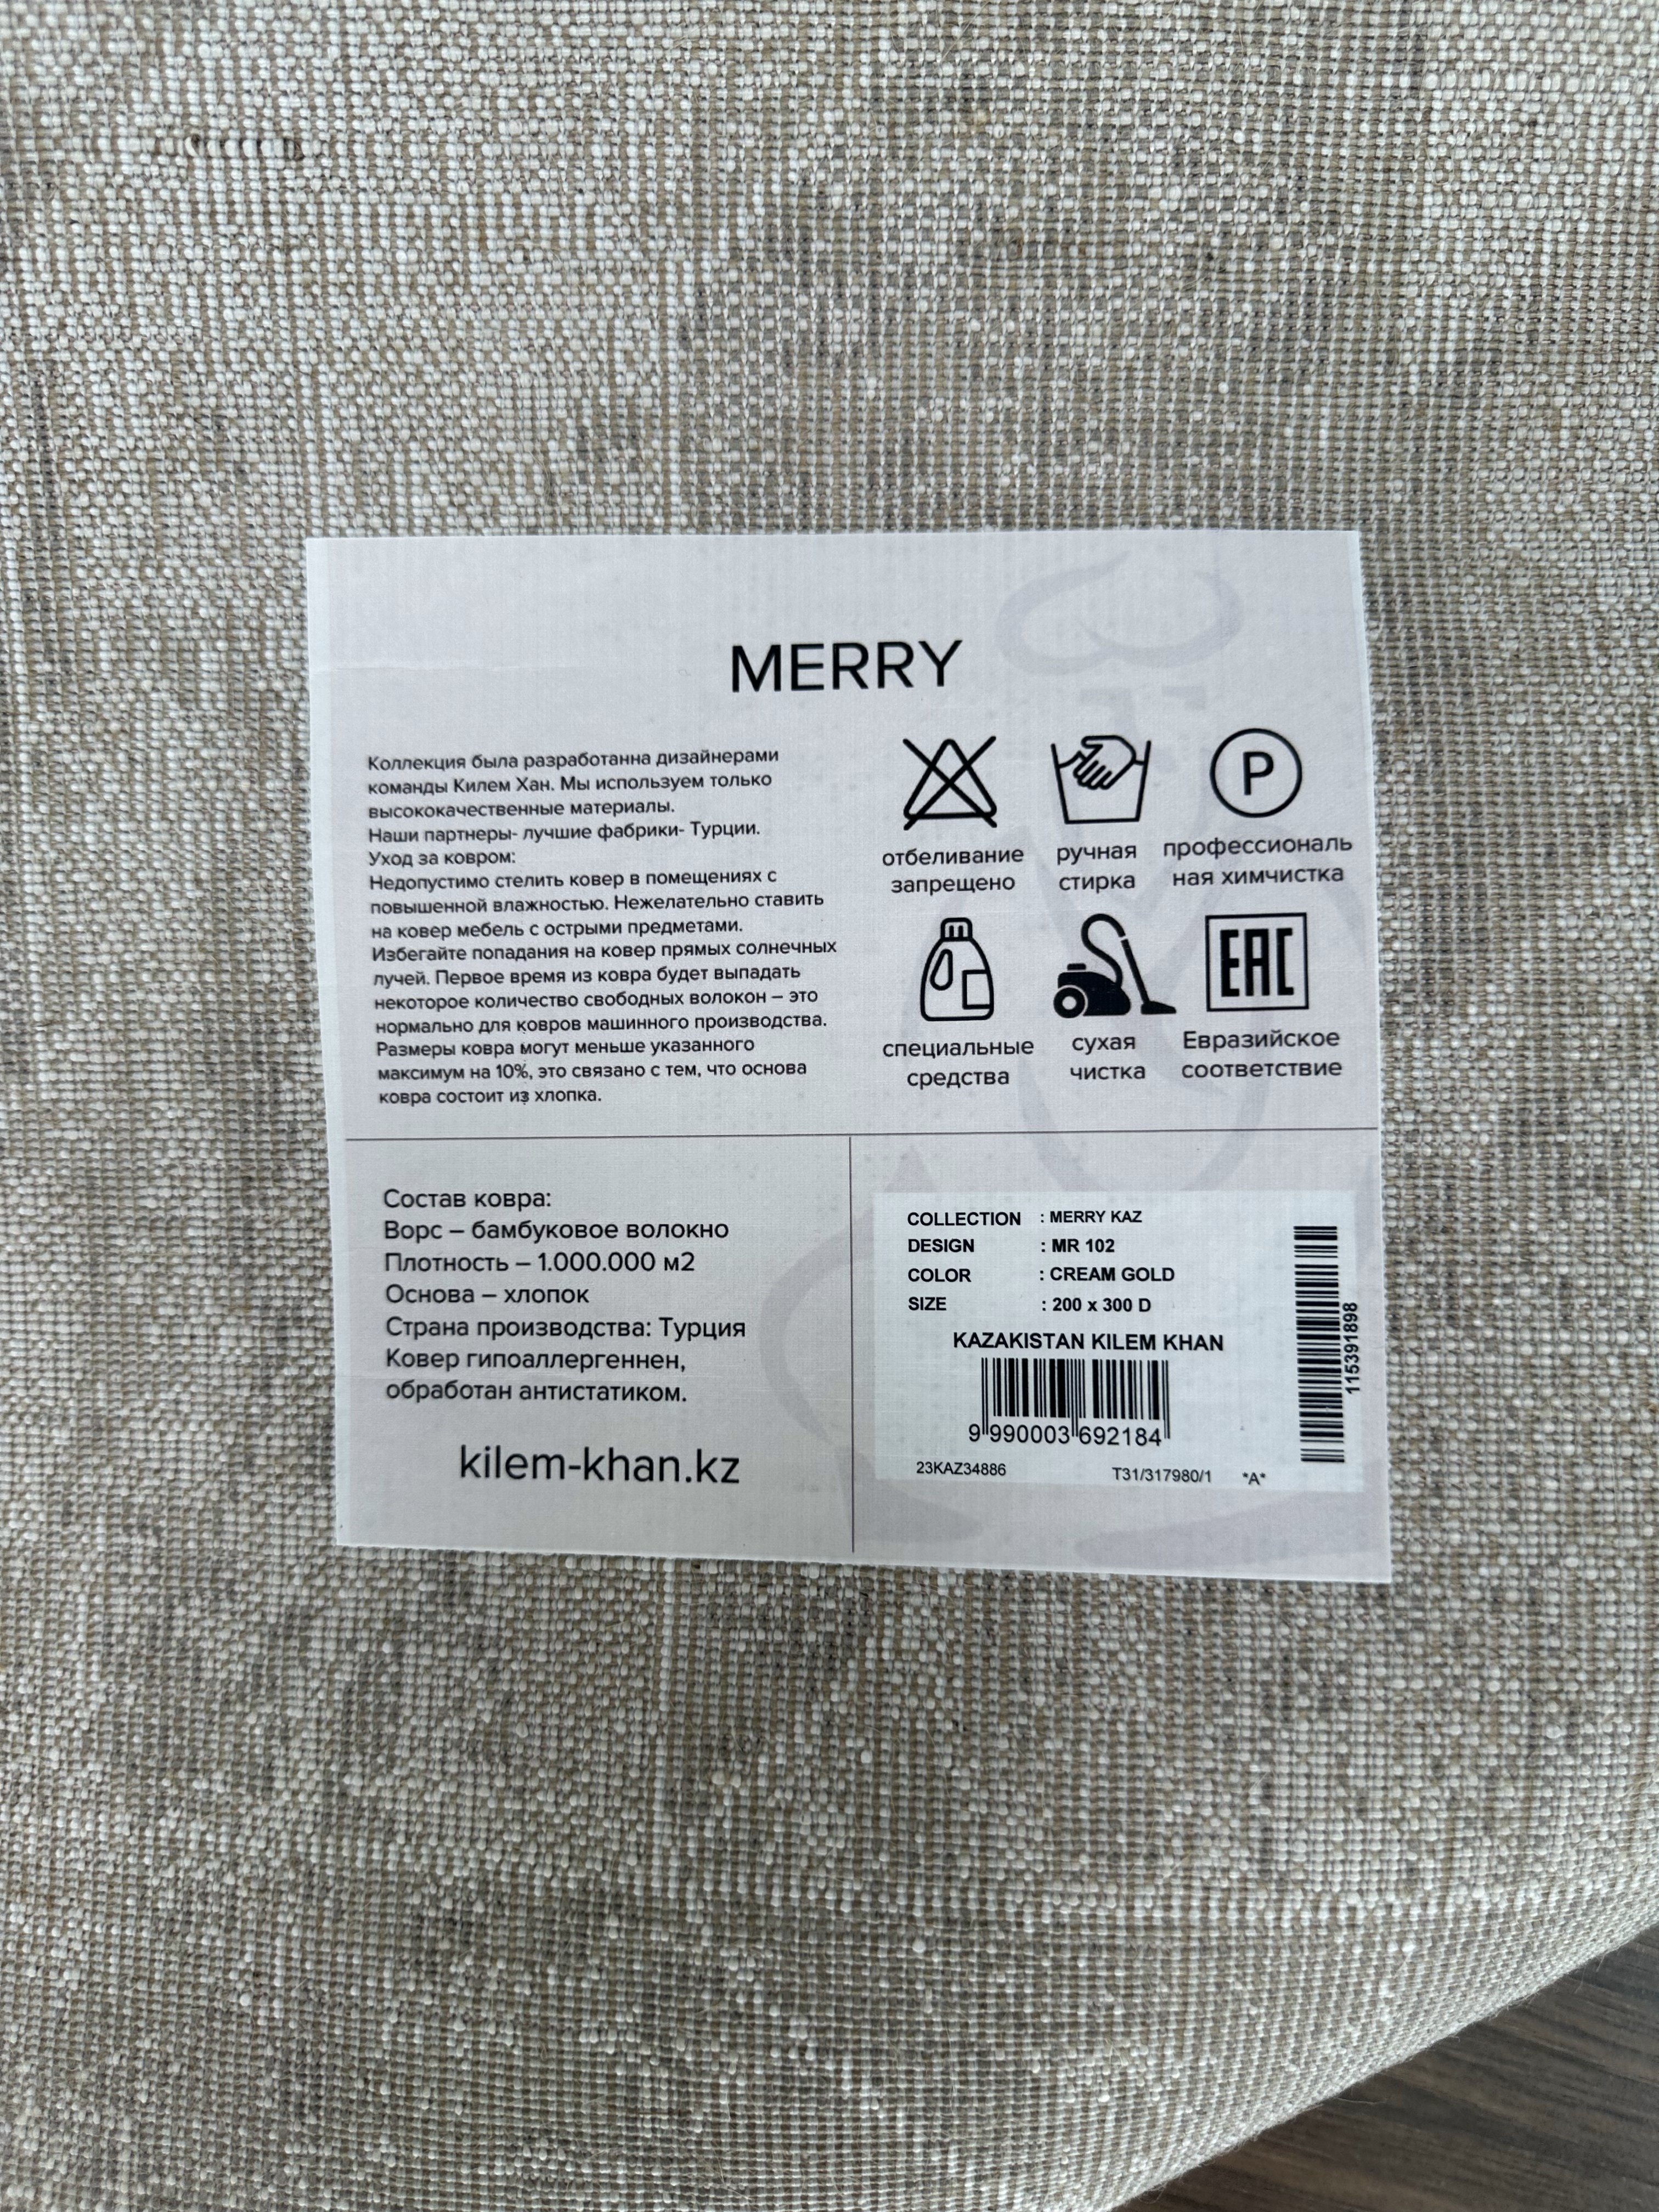 MERRY
Коллекция была разработанна дизайнерами
команды Килем Хан. Мы используем только
высококачественные материалы.
Наши партнеры- лучшие фабрики- Турции.
Уход за ковром:
Недопустимо стелить ковер в помещениях с
повышенной влажностью. Нежелательно ставить
на ковер мебель с острыми предметами.
Избегайте попадания на ковер прямых солнечных
лучей. Первое время из ковра будет выпадать
некоторое количество свободных волокон – это
нормально для ковров машинного производства.
Размеры ковра могут меньше указанного
максимум на 10%, это связано с тем, что основа
ковра состоит из хлопка.
P
отбеливание
запрещено
ручная
стирка
профессиональ
ная химчистка
EAC
специальные
средства
сухая
чистка
Евразийское
соответствие
Состав ковра:
Ворс – бамбуковое волокно
Плотность – 1.000.000 м2
Основа – хлопок
Страна производства: Турция
Ковер гипоаллергеннен,
обработан антистатиком.
kilem-khan.kz
COLLECTION : MERRY KAZ
DESIGN : MR 102
COLOR : CREAM GOLD
SIZE : 200 x 300 D
KAZAKISTAN KILEM KHAN
9 990003 692184
23KAZ34886 T31/317980/1 *A*
115391898